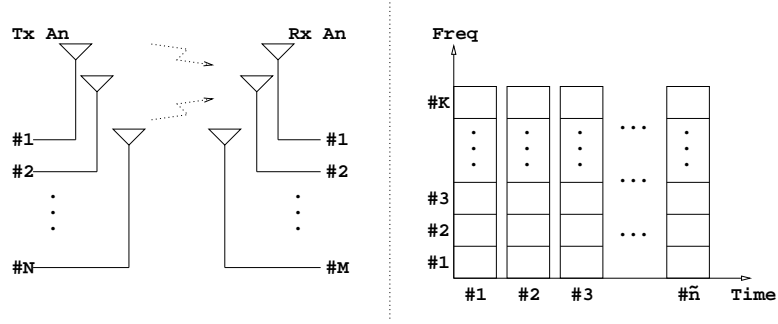 Tx An
Rx An
#1
#1
#2
#2
#N
#M
Freq
#K
...
...
#3
#2
...
#1
#1 #2 #3 #ñ Time